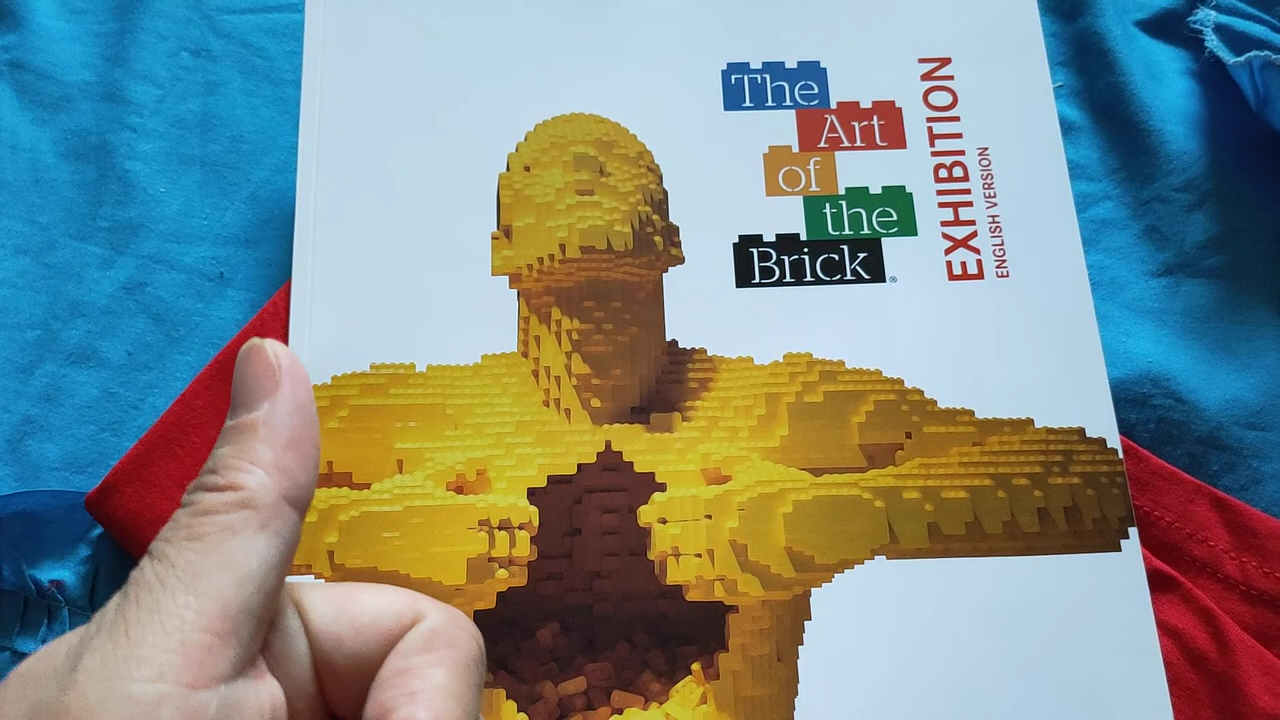 The
Art
of
the
Brick®
EXHIBITION
ENGLISH VERSION